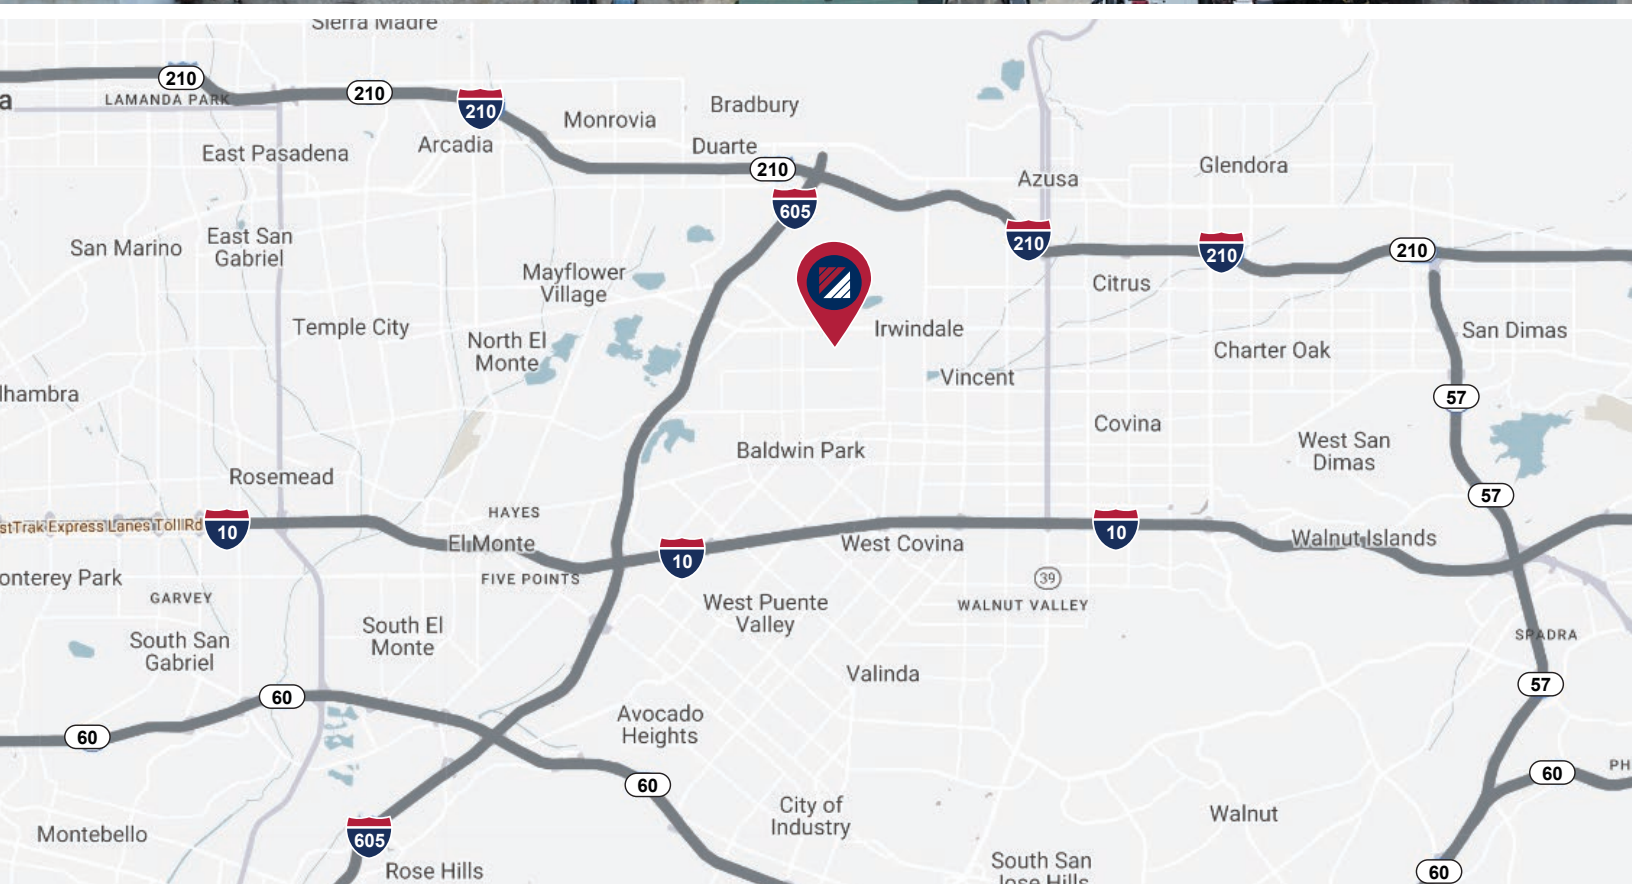 Sierra Madre
210
LAMANDA PARK
210
210
Monrovia
Bradbury
East Pasadena
Arcadia
Duarte
210
Azusa
Glendora
605
San Marino
East San
Gabriel
210
210
210
Mayflower
Village
Citrus
Temple City
North El
Monte
Irwindale
San Dimas
Charter Oak
Vincent
57
Covina
Baldwin Park
West San
Dimas
Rosemead
57
HAYES
Express Lanes Toll Rd
10
El Monte
10
West Covina
10
Walnut Islands
FIVE POINTS
39
GARVEY
West Puente
Valley
WALNUT VALLEY
South San
Gabriel
South El
Monte
SPADRA
Valinda
57
60
60
Avocado
Heights
60
60
City of
Industry
Walnut
Montebello
605
Rose Hills
South San
Jose Hills
60